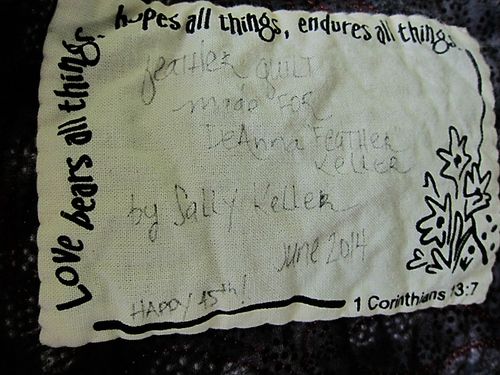 Love bears all things,
hopes all things, endures all things.
feather quilt
made For
DeAnna Feather
Keller
by Sally Keller
June 2014
HAPPY 45th!
1 Corinthians 13:7